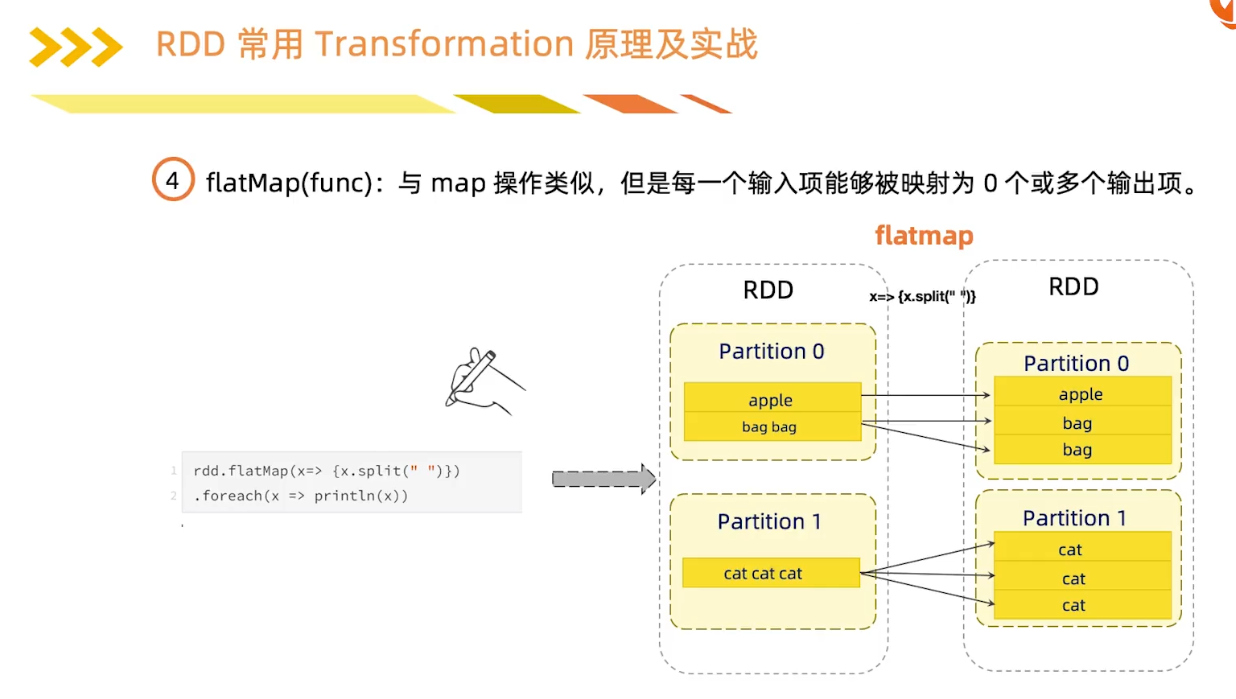 RDD 常用 Transformation 原理及实战
4 flatMap(func)：与 map 操作类似，但是每一个输入项能够被映射为 0 个或多个输出项。
flatmap
RDD
x=> {x.split(" ")}
RDD
Partition 0
apple
bag bag
Partition 0
apple
bag
bag
1 rdd.flatMap(x=> {x.split(" ")})
2 .foreach(x => println(x))
Partition 1
cat cat cat
Partition 1
cat
cat
cat